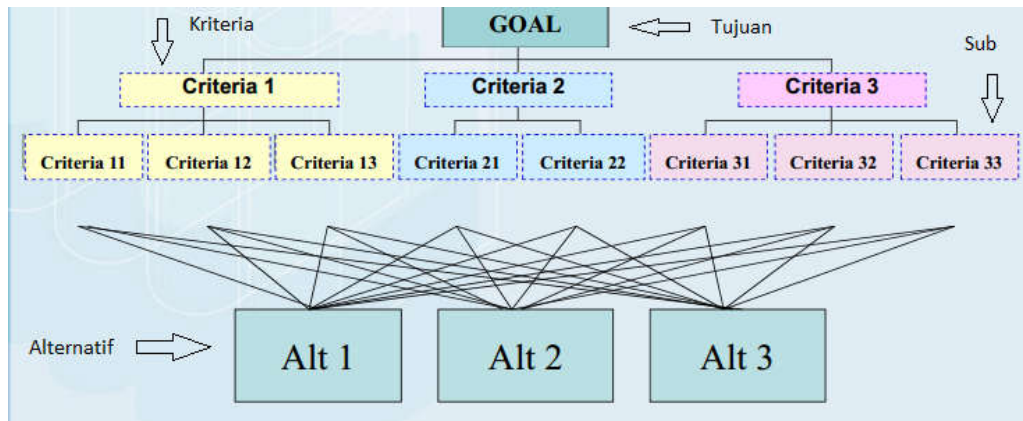 GOAL
Kriteria
Tujuan
Sub
Criteria 1
Criteria 2
Criteria 3
Criteria 11
Criteria 12
Criteria 13
Criteria 21
Criteria 22
Criteria 31
Criteria 32
Criteria 33
Alternatif
Alt 1
Alt 2
Alt 3